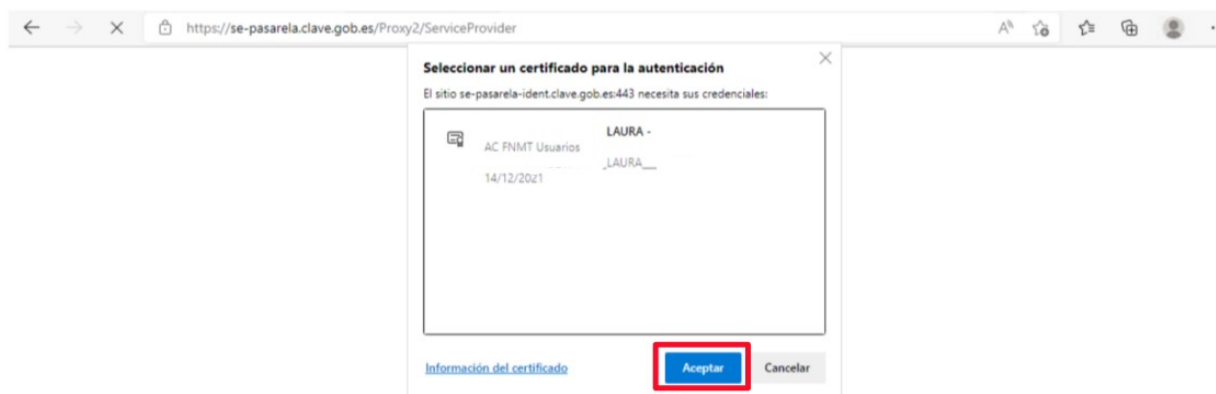 https://se-pasarela.clave.gob.es/Proxy2/ServiceProvider
Seleccionar un certificado para la autenticación
El sitio se-pasarela-ident.clave.gob.es:443 necesita sus credenciales:
LAURA -
AC FNMT Usuarios
_LAURA__
14/12/2021
Información del certificado
Aceptar
Cancelar